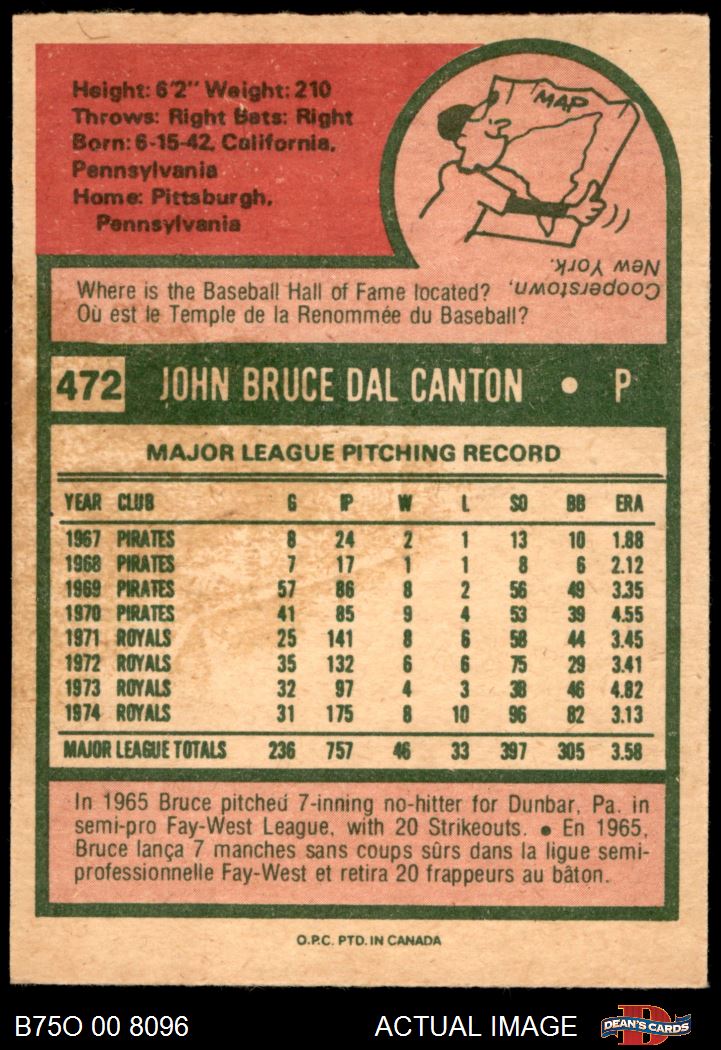 Height: 6'2" Weight: 210
Throws: Right Bats: Right
Born: 6-15-42, California,
Pennsylvania
Home: Pittsburgh,
Pennsylvania
MAP
Cooperstown,
New York.
Where is the Baseball Hall of Fame located?
Où est le Temple de la Renommée du Baseball?
472 JOHN BRUCE DAL CANTON • P
MAJOR LEAGUE PITCHING RECORD
YEAR CLUB G IP W L SO BB ERA
1967 PIRATES 8 24 2 1 13 10 1.88
1968 PIRATES 7 17 1 1 8 6 2.12
1969 PIRATES 57 86 8 2 56 49 3.35
1970 PIRATES 41 85 9 4 53 39 4.55
1971 ROYALS 25 141 8 6 58 44 3.45
1972 ROYALS 35 132 6 6 75 29 3.41
1973 ROYALS 32 97 4 3 38 46 4.82
1974 ROYALS 31 175 8 10 96 82 3.13
MAJOR LEAGUE TOTALS 236 757 46 33 397 305 3.58
In 1965 Bruce pitched 7-inning no-hitter for Dunbar, Pa. in
semi-pro Fay-West League, with 20 Strikeouts. • En 1965,
Bruce lança 7 manches sans coups sûrs dans la ligue semi-
professionnelle Fay-West et retira 20 frappeurs au bâton.
O.P.C. PTD. IN CANADA
B75O 00 8096 ACTUAL IMAGE D DEAN'S CARDS